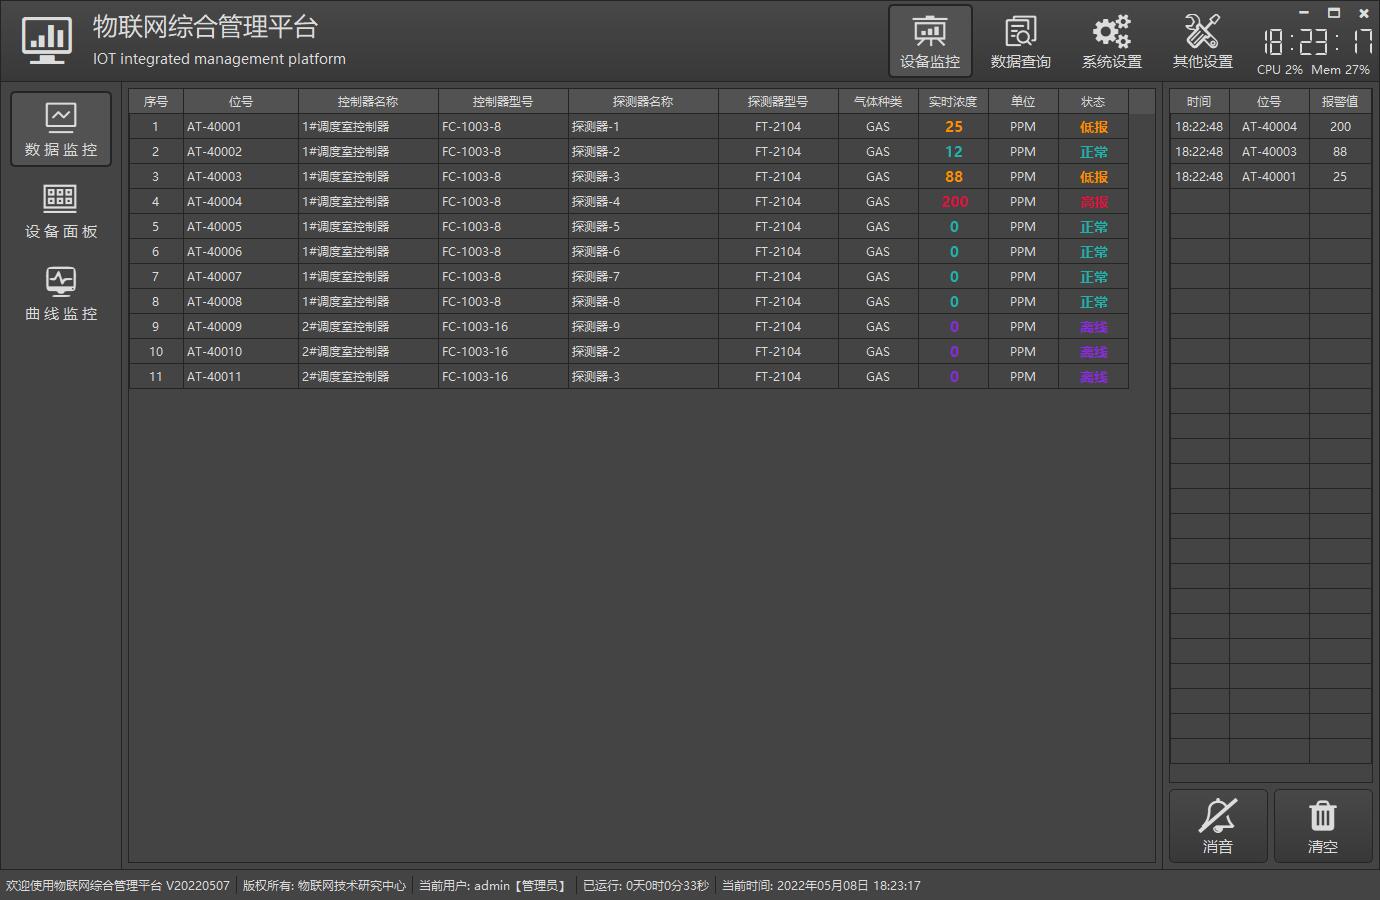 物联网综合管理平台
IOT integrated management platform
设备监控 数据查询 系统设置 其他设置
18:23:17
CPU 2% Mem 27%
数据监控
设备面板
曲线监控
序号 位号 控制器名称 控制器型号 探测器名称 探测器型号 气体种类 实时浓度 单位 状态
1 AT-40001 1#调度室控制器 FC-1003-8 探测器-1 FT-2104 GAS 25 PPM 低报
2 AT-40002 1#调度室控制器 FC-1003-8 探测器-2 FT-2104 GAS 12 PPM 正常
3 AT-40003 1#调度室控制器 FC-1003-8 探测器-3 FT-2104 GAS 88 PPM 低报
4 AT-40004 1#调度室控制器 FC-1003-8 探测器-4 FT-2104 GAS 200 PPM 高报
5 AT-40005 1#调度室控制器 FC-1003-8 探测器-5 FT-2104 GAS 0 PPM 正常
6 AT-40006 1#调度室控制器 FC-1003-8 探测器-6 FT-2104 GAS 0 PPM 正常
7 AT-40007 1#调度室控制器 FC-1003-8 探测器-7 FT-2104 GAS 0 PPM 正常
8 AT-40008 1#调度室控制器 FC-1003-8 探测器-8 FT-2104 GAS 0 PPM 正常
9 AT-40009 2#调度室控制器 FC-1003-16 探测器-9 FT-2104 GAS 0 PPM 离线
10 AT-40010 2#调度室控制器 FC-1003-16 探测器-2 FT-2104 GAS 0 PPM 离线
11 AT-40011 2#调度室控制器 FC-1003-16 探测器-3 FT-2104 GAS 0 PPM 离线
时间 位号 报警值
18:22:48 AT-40004 200
18:22:48 AT-40003 88
18:22:48 AT-40001 25
消音 清空
欢迎使用物联网综合管理平台 V20220507 版权所有: 物联网技术研究中心 当前用户: admin【管理员】 已运行: 0天0时0分33秒 当前时间: 2022年05月08日 18:23:17